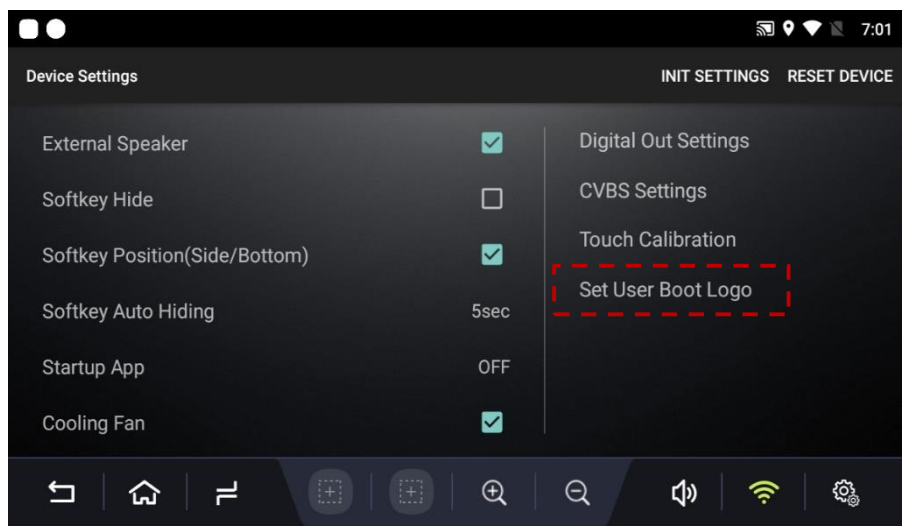 7:01
Device Settings
INIT SETTINGS RESET DEVICE
External Speaker
Softkey Hide
Softkey Position(Side/Bottom)
Softkey Auto Hiding 5sec
Startup App OFF
Cooling Fan
Digital Out Settings
CVBS Settings
Touch Calibration
Set User Boot Logo